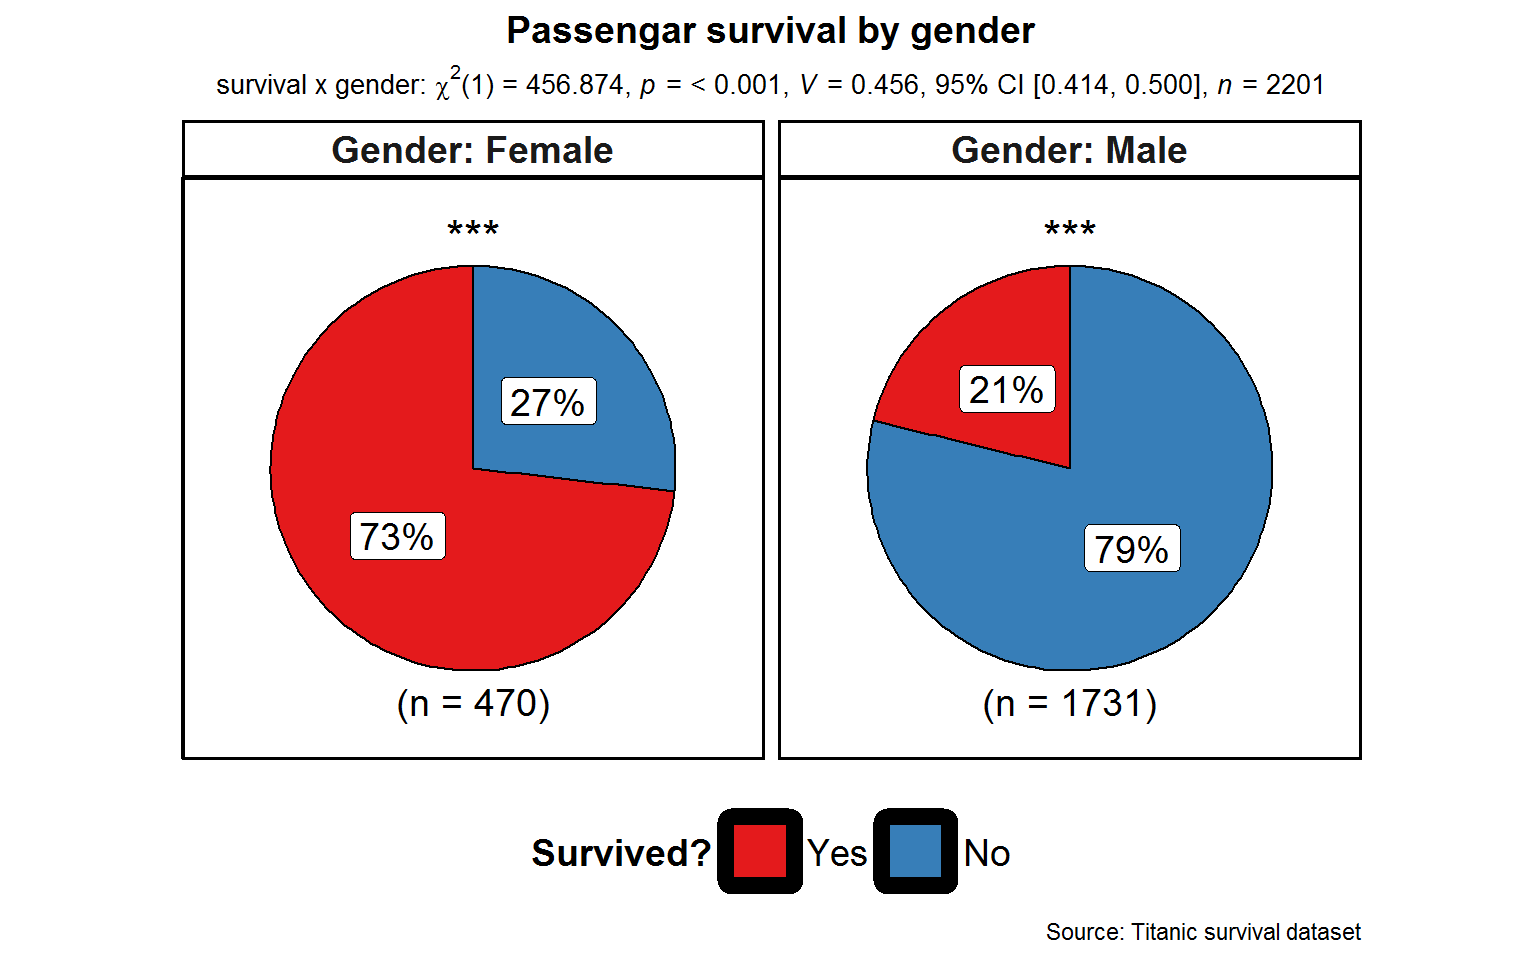 Passengar survival by gender
survival x gender: χ²(1) = 456.874, p = < 0.001, V = 0.456, 95% CI [0.414, 0.500], n = 2201
Gender: Female
***
27%
73%
(n = 470)
Gender: Male
***
21%
79%
(n = 1731)
Survived? Yes No
Source: Titanic survival dataset